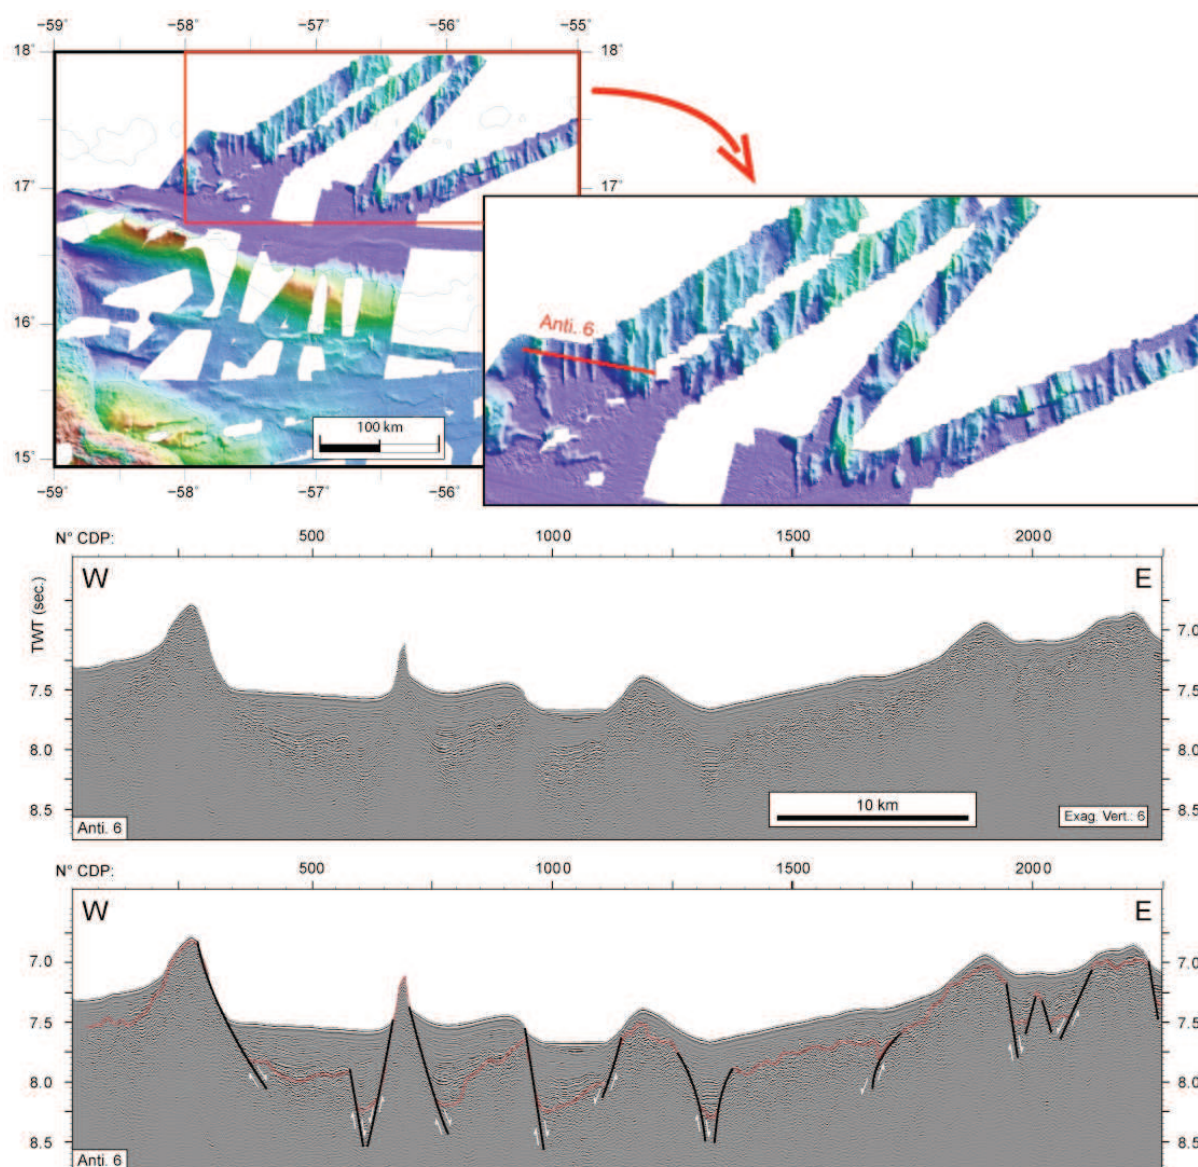 −59° −58° −57° −56° −55°
18°
17° 17°
Anti. 6
16°
100 km
15°
−59° −58° −57° −56°
N° CDP: 500 1000 1500 2000
W E
TWT (sec.)
7.0 7.0
7.5 7.5
8.0 8.0
10 km
8.5 8.5
Anti. 6 Exag. Vert.: 6
N° CDP: 500 1000 1500 2000
W E
7.0 7.0
7.5 7.5
8.0 8.0
8.5 8.5
Anti. 6